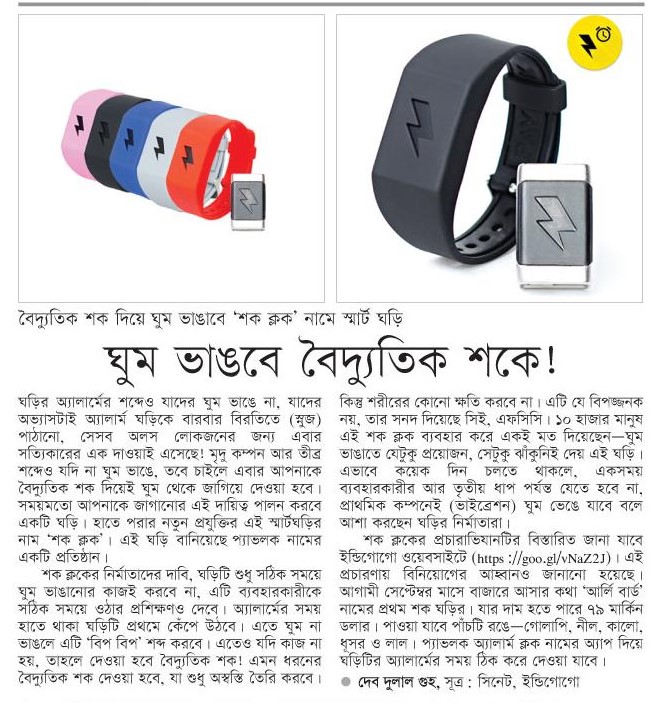 বৈদ্যুতিক শক দিয়ে ঘুম ভাঙাবে ‘শক ক্লক’ নামে স্মার্ট ঘড়ি
ঘুম ভাঙবে বৈদ্যুতিক শকে!
ঘড়ির অ্যালার্মের শব্দেও যাদের ঘুম ভাঙে না, যাদের
অভ্যাসটাই অ্যালার্ম ঘড়িকে বারবার বিরতিতে (স্নুজ)
পাঠানো, সেসব অলস লোকজনের জন্য এবার
সত্যিকারের এক দাওয়াই এসেছে! মৃদু কম্পন আর তীব্র
শব্দেও যদি না ঘুম ভাঙে, তবে চাইলে এবার আপনাকে
বৈদ্যুতিক শক দিয়েই ঘুম থেকে জাগিয়ে দেওয়া হবে।
সময়মতো আপনাকে জাগানোর এই দায়িত্ব পালন করবে
একটি ঘড়ি। হাতে পরার নতুন প্রযুক্তির এই স্মার্টঘড়ির
নাম ‘শক ক্লক’। এই ঘড়ি বানিয়েছে প্যাভলক নামের
একটি প্রতিষ্ঠান।
শক ক্লকের নির্মাতাদের দাবি, ঘড়িটি শুধু সঠিক সময়ে
ঘুম ভাঙানোর কাজই করবে না, এটি ব্যবহারকারীকে
সঠিক সময়ে ওঠার প্রশিক্ষণও দেবে। অ্যালার্মের সময়
হাতে থাকা ঘড়িটি প্রথমে কেঁপে উঠবে। এতে ঘুম না
ভাঙলে এটি ‘বিপ বিপ’ শব্দ করবে। এতেও যদি কাজ না
হয়, তাহলে দেওয়া হবে বৈদ্যুতিক শক! এমন ধরনের
বৈদ্যুতিক শক দেওয়া হবে, যা শুধু অস্বস্তি তৈরি করবে।
কিন্তু শরীরের কোনো ক্ষতি করবে না। এটি যে বিপজ্জনক
নয়, তার সনদ দিয়েছে সিই, এফসিসি। ১০ হাজার মানুষ
এই শক ক্লক ব্যবহার করে একই মত দিয়েছেন—ঘুম
ভাঙাতে যেটুকু প্রয়োজন, সেটুকু ঝাঁকুনিই দেয় এই ঘড়ি।
এভাবে কয়েক দিন চলতে থাকলে, একসময়
ব্যবহারকারীর আর তৃতীয় ধাপ পর্যন্ত যেতে হবে না,
প্রাথমিক কম্পনেই (ভাইব্রেশন) ঘুম ভেঙে যাবে বলে
আশা করছেন ঘড়ির নির্মাতারা।
শক ক্লকের প্রচারাভিযানটির বিস্তারিত জানা যাবে
ইন্ডিগোগো ওয়েবসাইটে (https://goo.gl/vNaZ2J)। এই
প্রচারণায় বিনিয়োগের আহ্বানও জানানো হয়েছে।
আগামী সেপ্টেম্বর মাসে বাজারে আসার কথা ‘আর্লি বার্ড’
নামের প্রথম শক ঘড়ির। যার দাম হতে পারে ৭৯ মার্কিন
ডলার। পাওয়া যাবে পাঁচটি রঙে—গোলাপি, নীল, কালো,
ধূসর ও লাল। প্যাভলক অ্যালার্ম ক্লক নামের অ্যাপ দিয়ে
ঘড়িটির অ্যালার্মের সময় ঠিক করে দেওয়া যাবে।
● দেব দুলাল গুহ, সূত্র : সিনেট, ইন্ডিগোগো